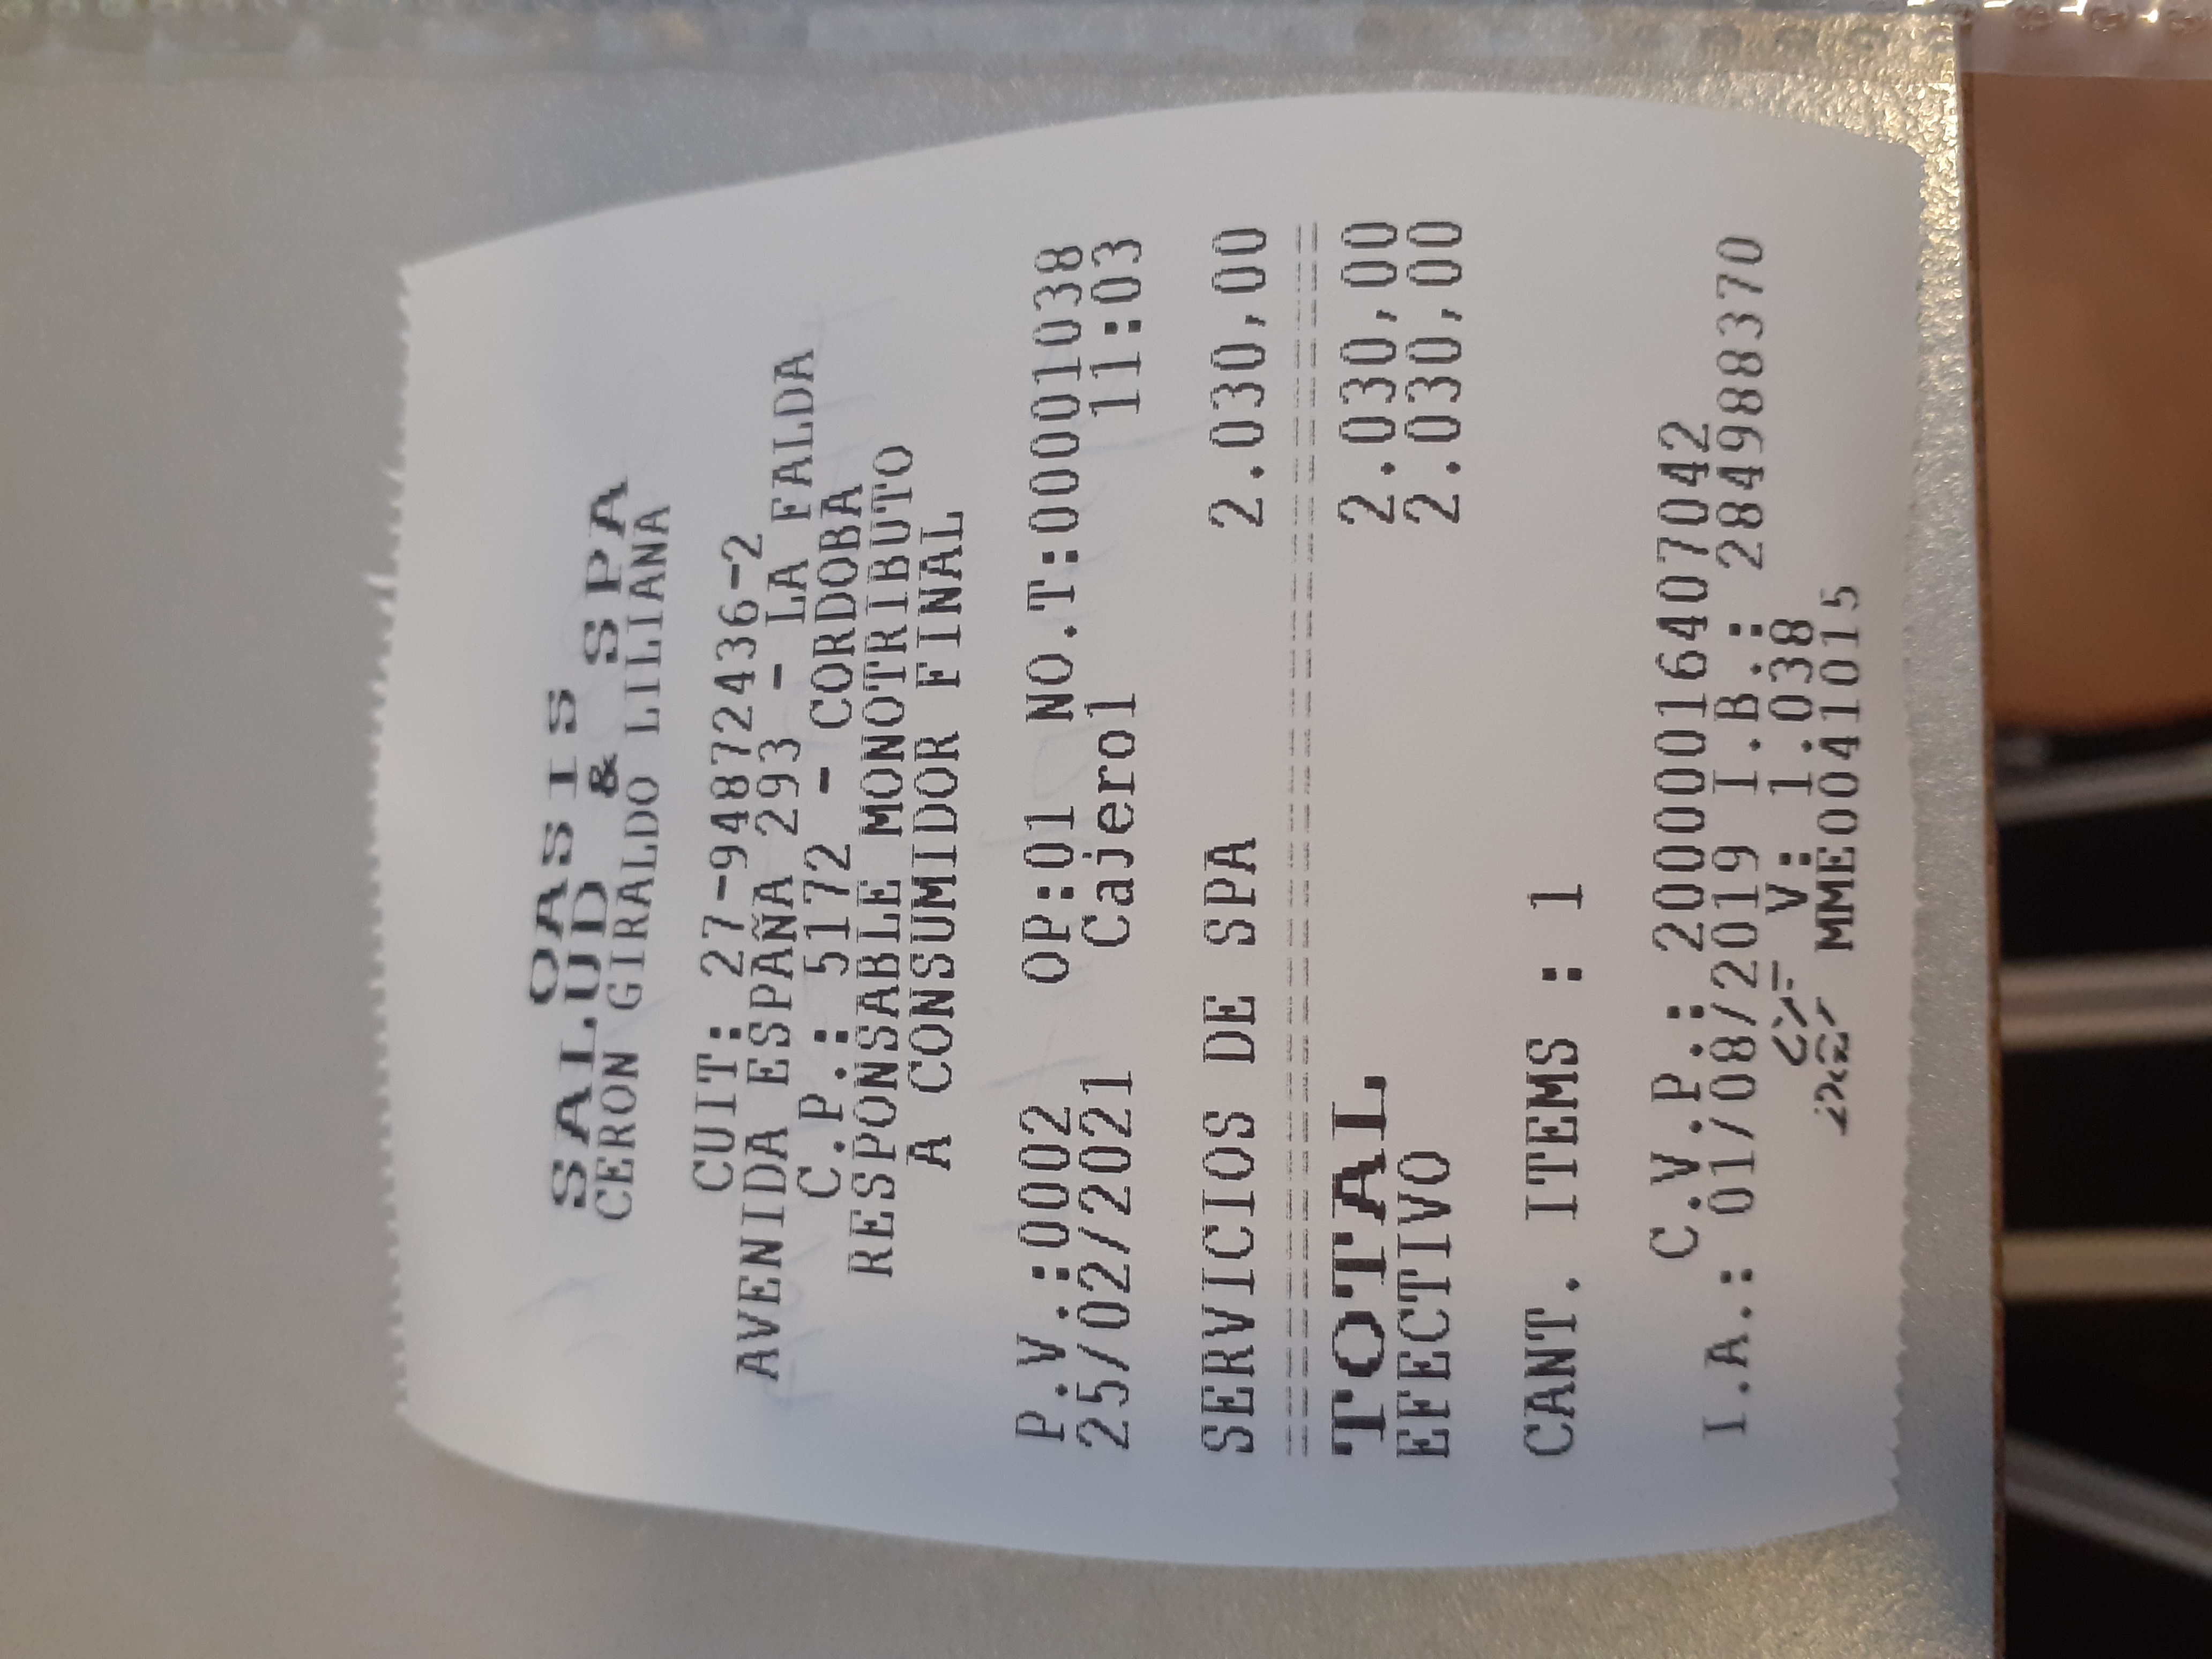 OASIS
SALUD & SPA
CERON GIRALDO LILIANA
CUIT: 27-94872436-2
AVENIDA ESPAÑA 293 - LA FALDA
C.P.: 5172 - CORDOBA
RESPONSABLE MONOTRIBUTO
A CONSUMIDOR FINAL
P.V.:0002 OP:01 NO.T:00001038
25/02/2021 Cajero1 11:03
SERVICIOS DE SPA 2.030,00
TOTAL 2.030,00
EFECTIVO 2.030,00
CANT. ITEMS : 1
C.V.P.: 20000016407042
I.A.: 01/08/2019 I.B.: 284988370
V: 1.038
MME0041015